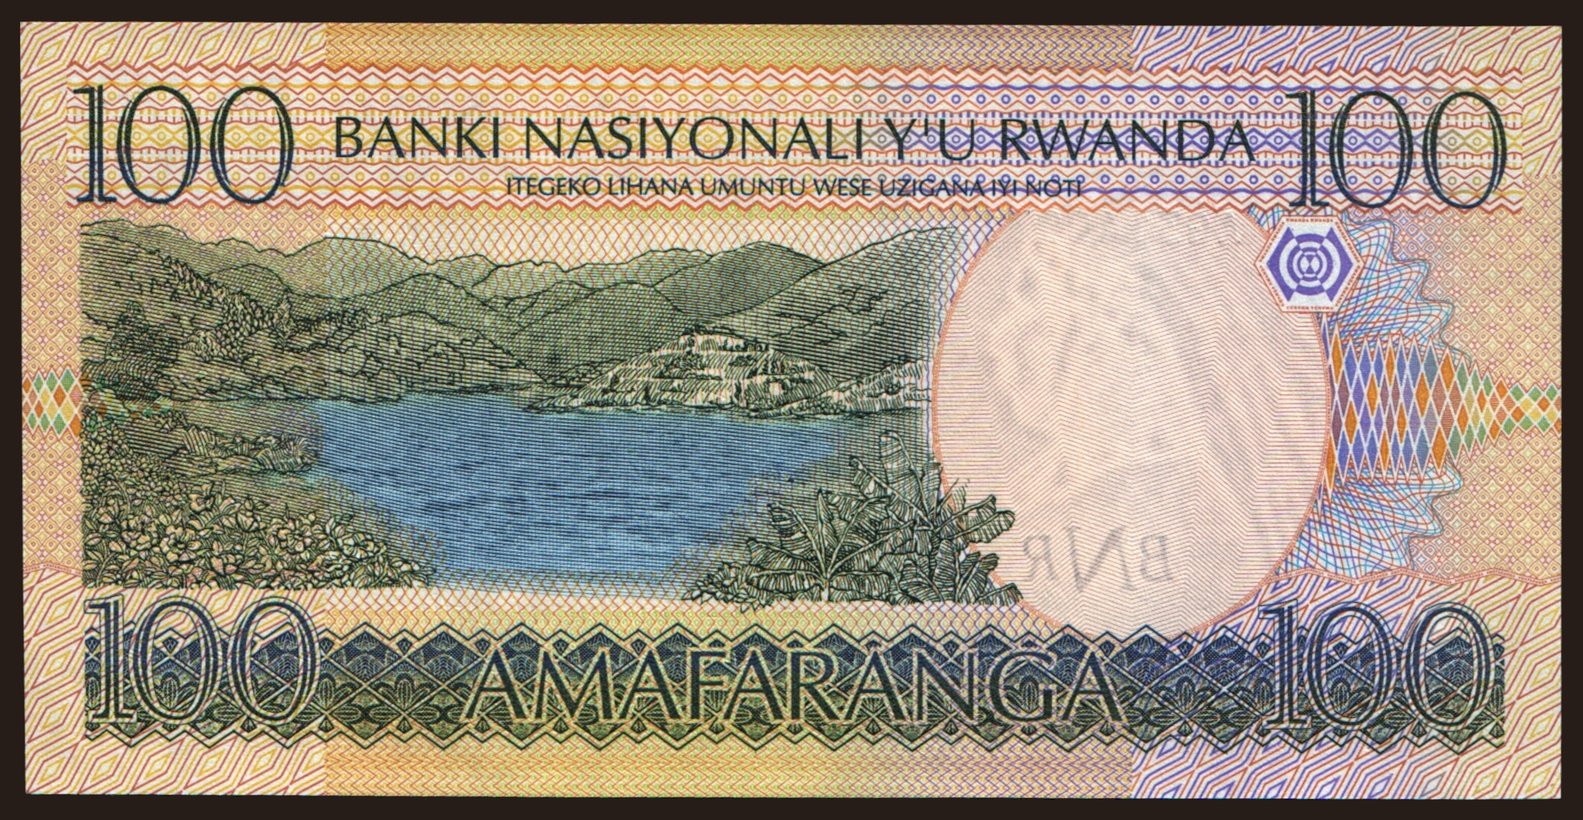 100 BANKI NASIYONALI Y'U RWANDA 100
ITEGEKO LIHANA UMUNTU WESE UZIGANA IYI NOTI
BNR
100 AMAFARANGA 100